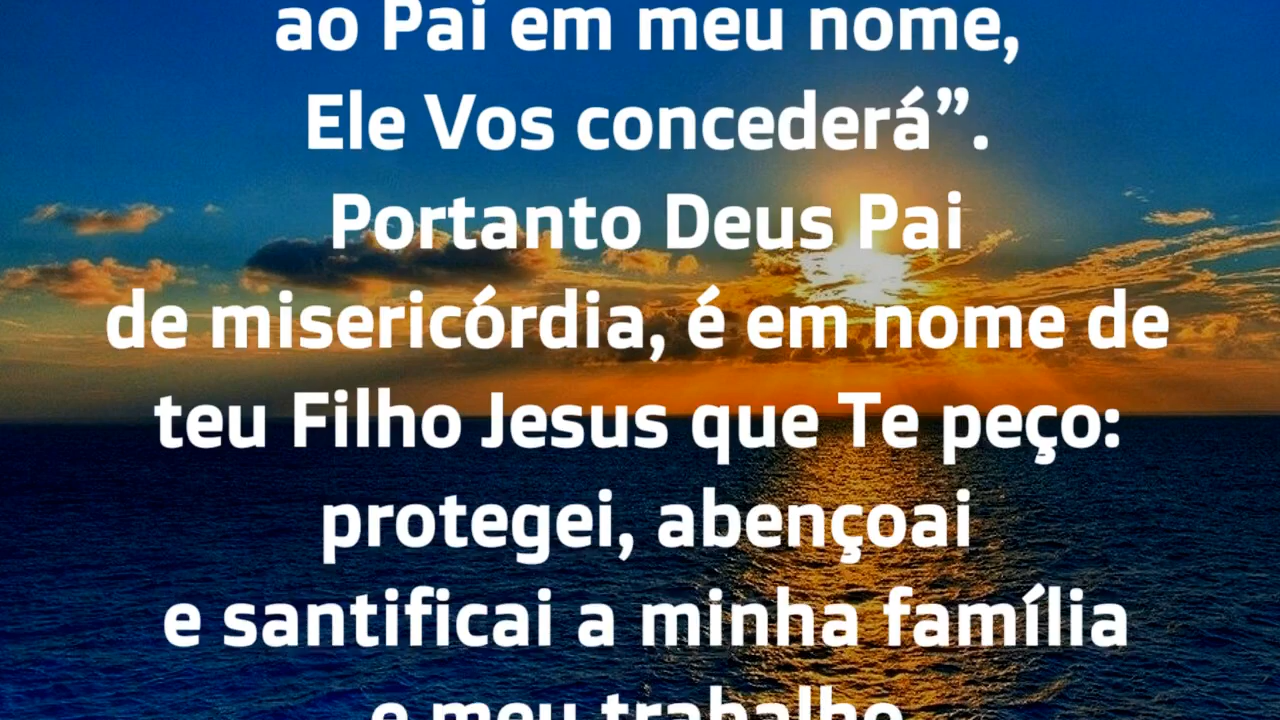 ao Pai em meu nome,
Ele Vos concederá”.
Portanto Deus Pai
de misericórdia, é em nome de
teu Filho Jesus que Te peço:
protegei, abençoai
e santificai a minha família
e meu trabalho